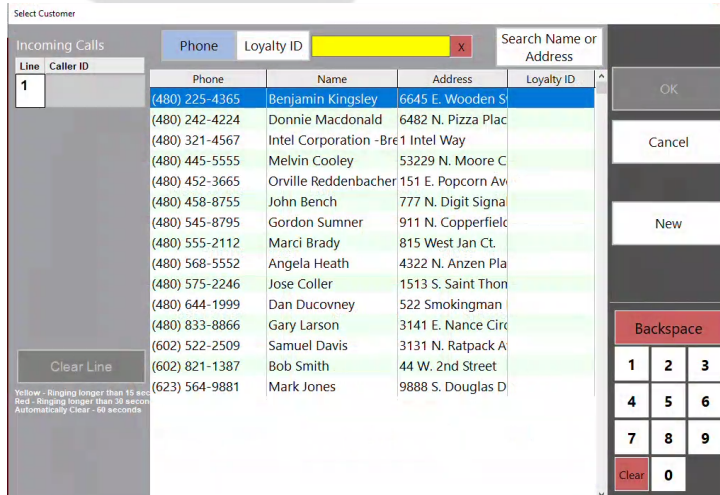 Select Customer
Incoming Calls
Line Caller ID
1
Clear Line
Yellow - Ringing longer than 15 sec
Red - Ringing longer than 30 secon
Automatically Clear - 60 seconds
Phone Loyalty ID X Search Name or
Address
Phone Name Address Loyalty ID
(480) 225-4365 Benjamin Kingsley 6645 E. Wooden S
(480) 242-4224 Donnie Macdonald 6482 N. Pizza Plac
(480) 321-4567 Intel Corporation -Bre 1 Intel Way
(480) 445-5555 Melvin Cooley 53229 N. Moore C
(480) 452-3665 Orville Reddenbacher 151 E. Popcorn Av
(480) 458-8755 John Bench 777 N. Digit Signa
(480) 545-8795 Gordon Sumner 911 N. Copperfiel
(480) 555-2112 Marci Brady 815 West Jan Ct.
(480) 568-5552 Angela Heath 4322 N. Anzen Pla
(480) 575-2246 Jose Coller 1513 S. Saint Thor
(480) 644-1999 Dan Ducovney 522 Smokingman
(480) 833-8866 Gary Larson 3141 E. Nance Circ
(602) 522-2509 Samuel Davis 3131 N. Ratpack A
(602) 821-1387 Bob Smith 44 W. 2nd Street
(623) 564-9881 Mark Jones 9888 S. Douglas D
OK
Cancel
New
Backspace
1 2 3
4 5 6
7 8 9
Clear 0